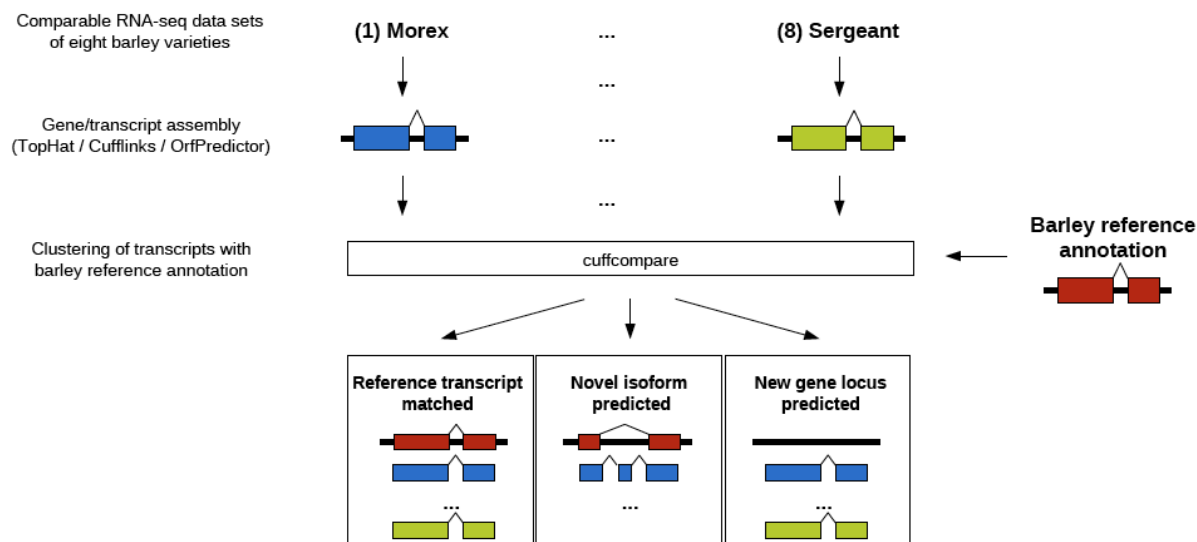 Comparable RNA-seq data sets
of eight barley varieties
(1) Morex
...
(8) Sergeant
...
Gene/transcript assembly
(TopHat / Cufflinks / OrfPredictor)
...
...
Clustering of transcripts with
barley reference annotation
cuffcompare
Barley reference
annotation
Reference transcript
matched
Novel isoform
predicted
New gene locus
predicted
...
...
...